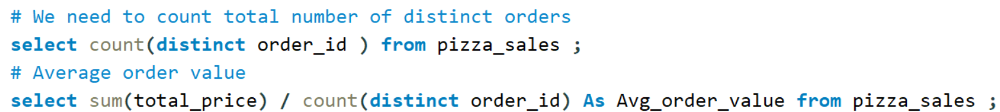 # We need to count total number of distinct orders
select count(distinct order_id ) from pizza_sales ;
# Average order value
select sum(total_price) / count(distinct order_id) As Avg_order_value from pizza_sales ;